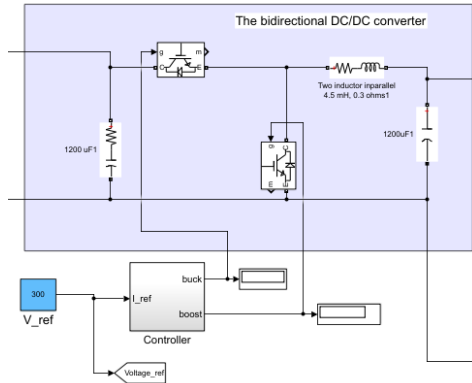 The bidirectional DC/DC converter
g
m
C
E
Two inductor inparallel
4.5 mH, 0.3 ohms1
1200 uF1
g
C
m
E
1200uF1
300
V_ref
I_ref
buck
boost
Controller
Voltage_ref